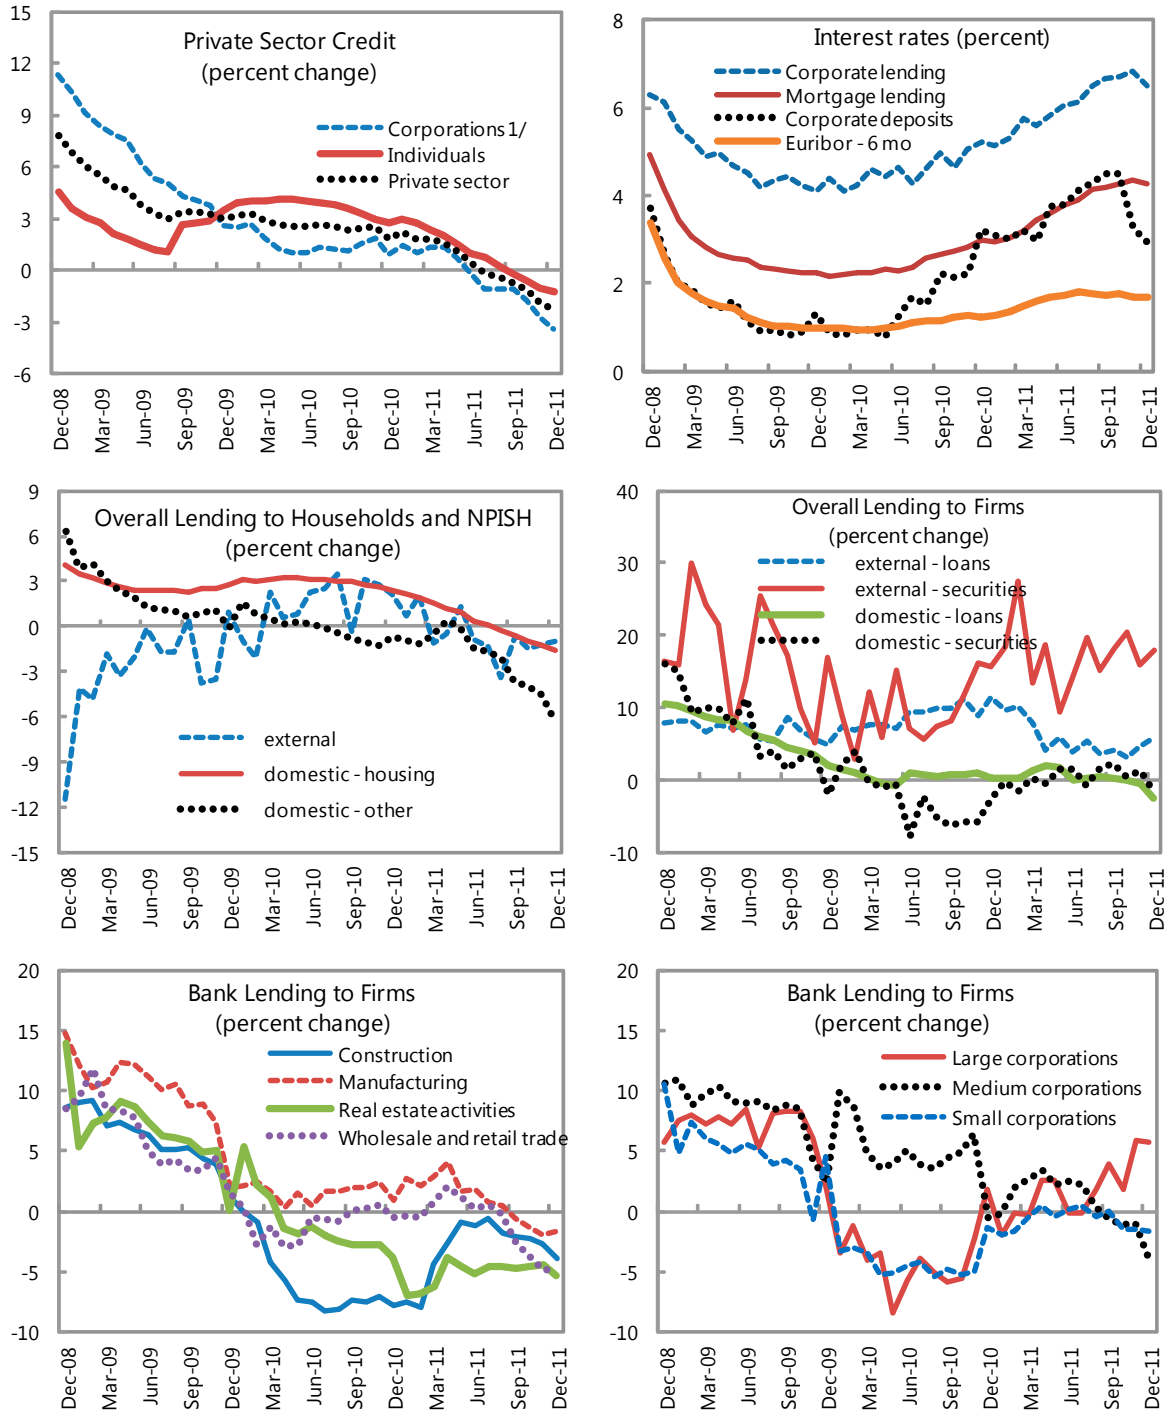 Private Sector Credit
(percent change)
15
12
9
6
3
0
-3
-6
Corporations 1/
Individuals
Private sector
Dec-08
Mar-09
Jun-09
Sep-09
Dec-09
Mar-10
Jun-10
Sep-10
Dec-10
Mar-11
Jun-11
Sep-11
Dec-11
Interest rates (percent)
8
6
4
2
0
Corporate lending
Mortgage lending
Corporate deposits
Euribor - 6 mo
Dec-08
Mar-09
Jun-09
Sep-09
Dec-09
Mar-10
Jun-10
Sep-10
Dec-10
Mar-11
Jun-11
Sep-11
Dec-11
Overall Lending to Households and NPISH
(percent change)
9
6
3
0
-3
-6
-9
-12
-15
external
domestic - housing
domestic - other
Dec-08
Mar-09
Jun-09
Sep-09
Dec-09
Mar-10
Jun-10
Sep-10
Dec-10
Mar-11
Jun-11
Sep-11
Dec-11
Overall Lending to Firms
(percent change)
40
30
20
10
0
-10
external - loans
external - securities
domestic - loans
domestic - securities
Dec-08
Mar-09
Jun-09
Sep-09
Dec-09
Mar-10
Jun-10
Sep-10
Dec-10
Mar-11
Jun-11
Sep-11
Dec-11
Bank Lending to Firms
(percent change)
20
15
10
5
0
-5
-10
Construction
Manufacturing
Real estate activities
Wholesale and retail trade
Dec-08
Mar-09
Jun-09
Sep-09
Dec-09
Mar-10
Jun-10
Sep-10
Dec-10
Mar-11
Jun-11
Sep-11
Dec-11
Bank Lending to Firms
(percent change)
20
15
10
5
0
-5
-10
Large corporations
Medium corporations
Small corporations
Dec-08
Mar-09
Jun-09
Sep-09
Dec-09
Mar-10
Jun-10
Sep-10
Dec-10
Mar-11
Jun-11
Sep-11
Dec-11